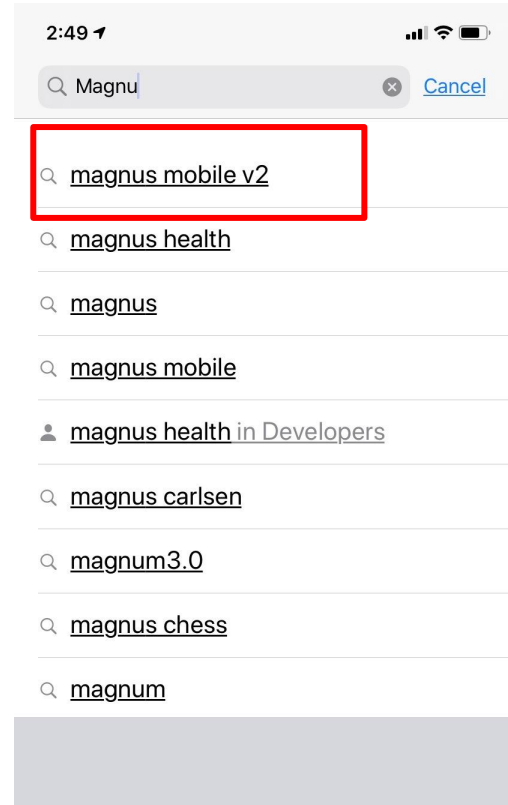 2:49
Magnu
Cancel
magnus mobile v2
magnus health
magnus
magnus mobile
magnus health in Developers
magnus carlsen
magnum3.0
magnus chess
magnum